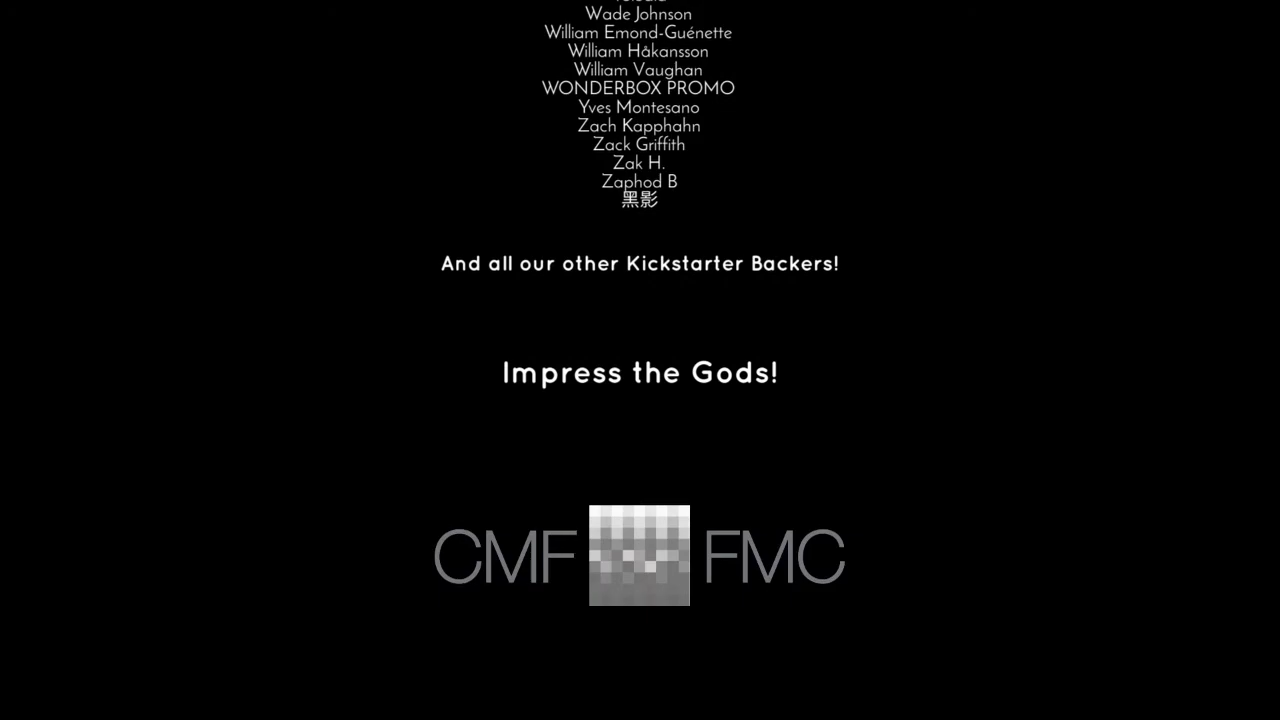 Wade Johnson
William Emond-Guénette
William Håkansson
William Vaughan
WONDERBOX PROMO
Yves Montesano
Zach Kapphahn
Zack Griffith
Zak H.
Zaphod B
黑影
And all our other Kickstarter Backers!
Impress the Gods!
CMF FMC